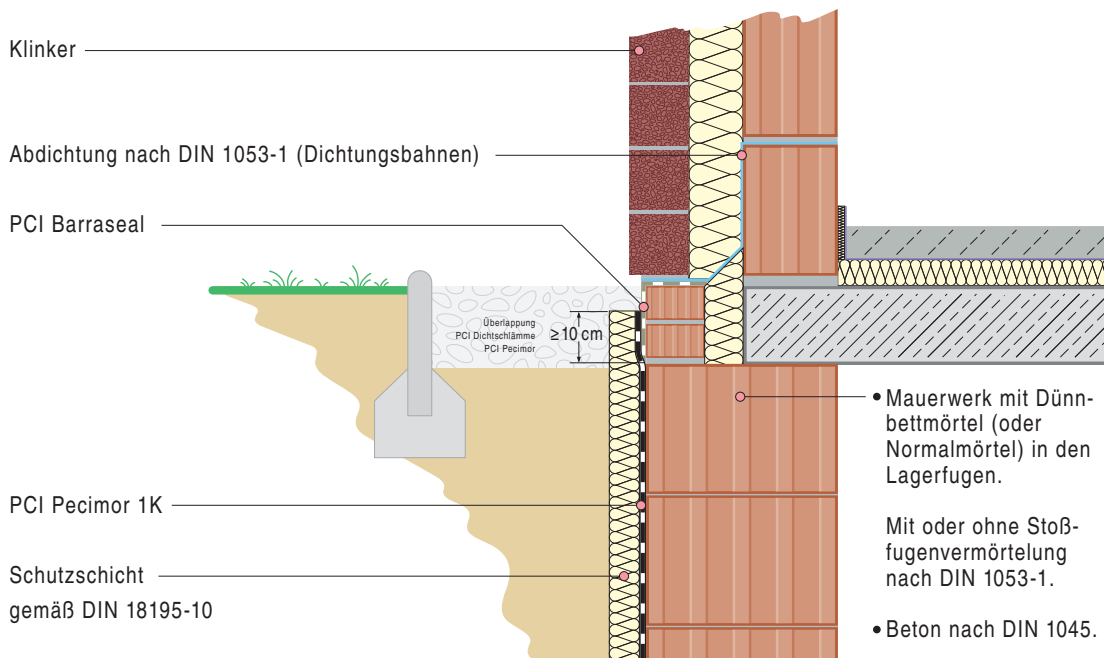 Klinker
Abdichtung nach DIN 1053-1 (Dichtungsbahnen)
PCI Barraseal
Überlappung
PCI Dichtschlämme
PCI Pecimor
≥10 cm
PCI Pecimor 1K
Schutzschicht
gemäß DIN 18195-10
• Mauerwerk mit Dünn-
bettmörtel (oder
Normalmörtel) in den
Lagerfugen.
Mit oder ohne Stoß-
fugenvermörtelung
nach DIN 1053-1.
• Beton nach DIN 1045.